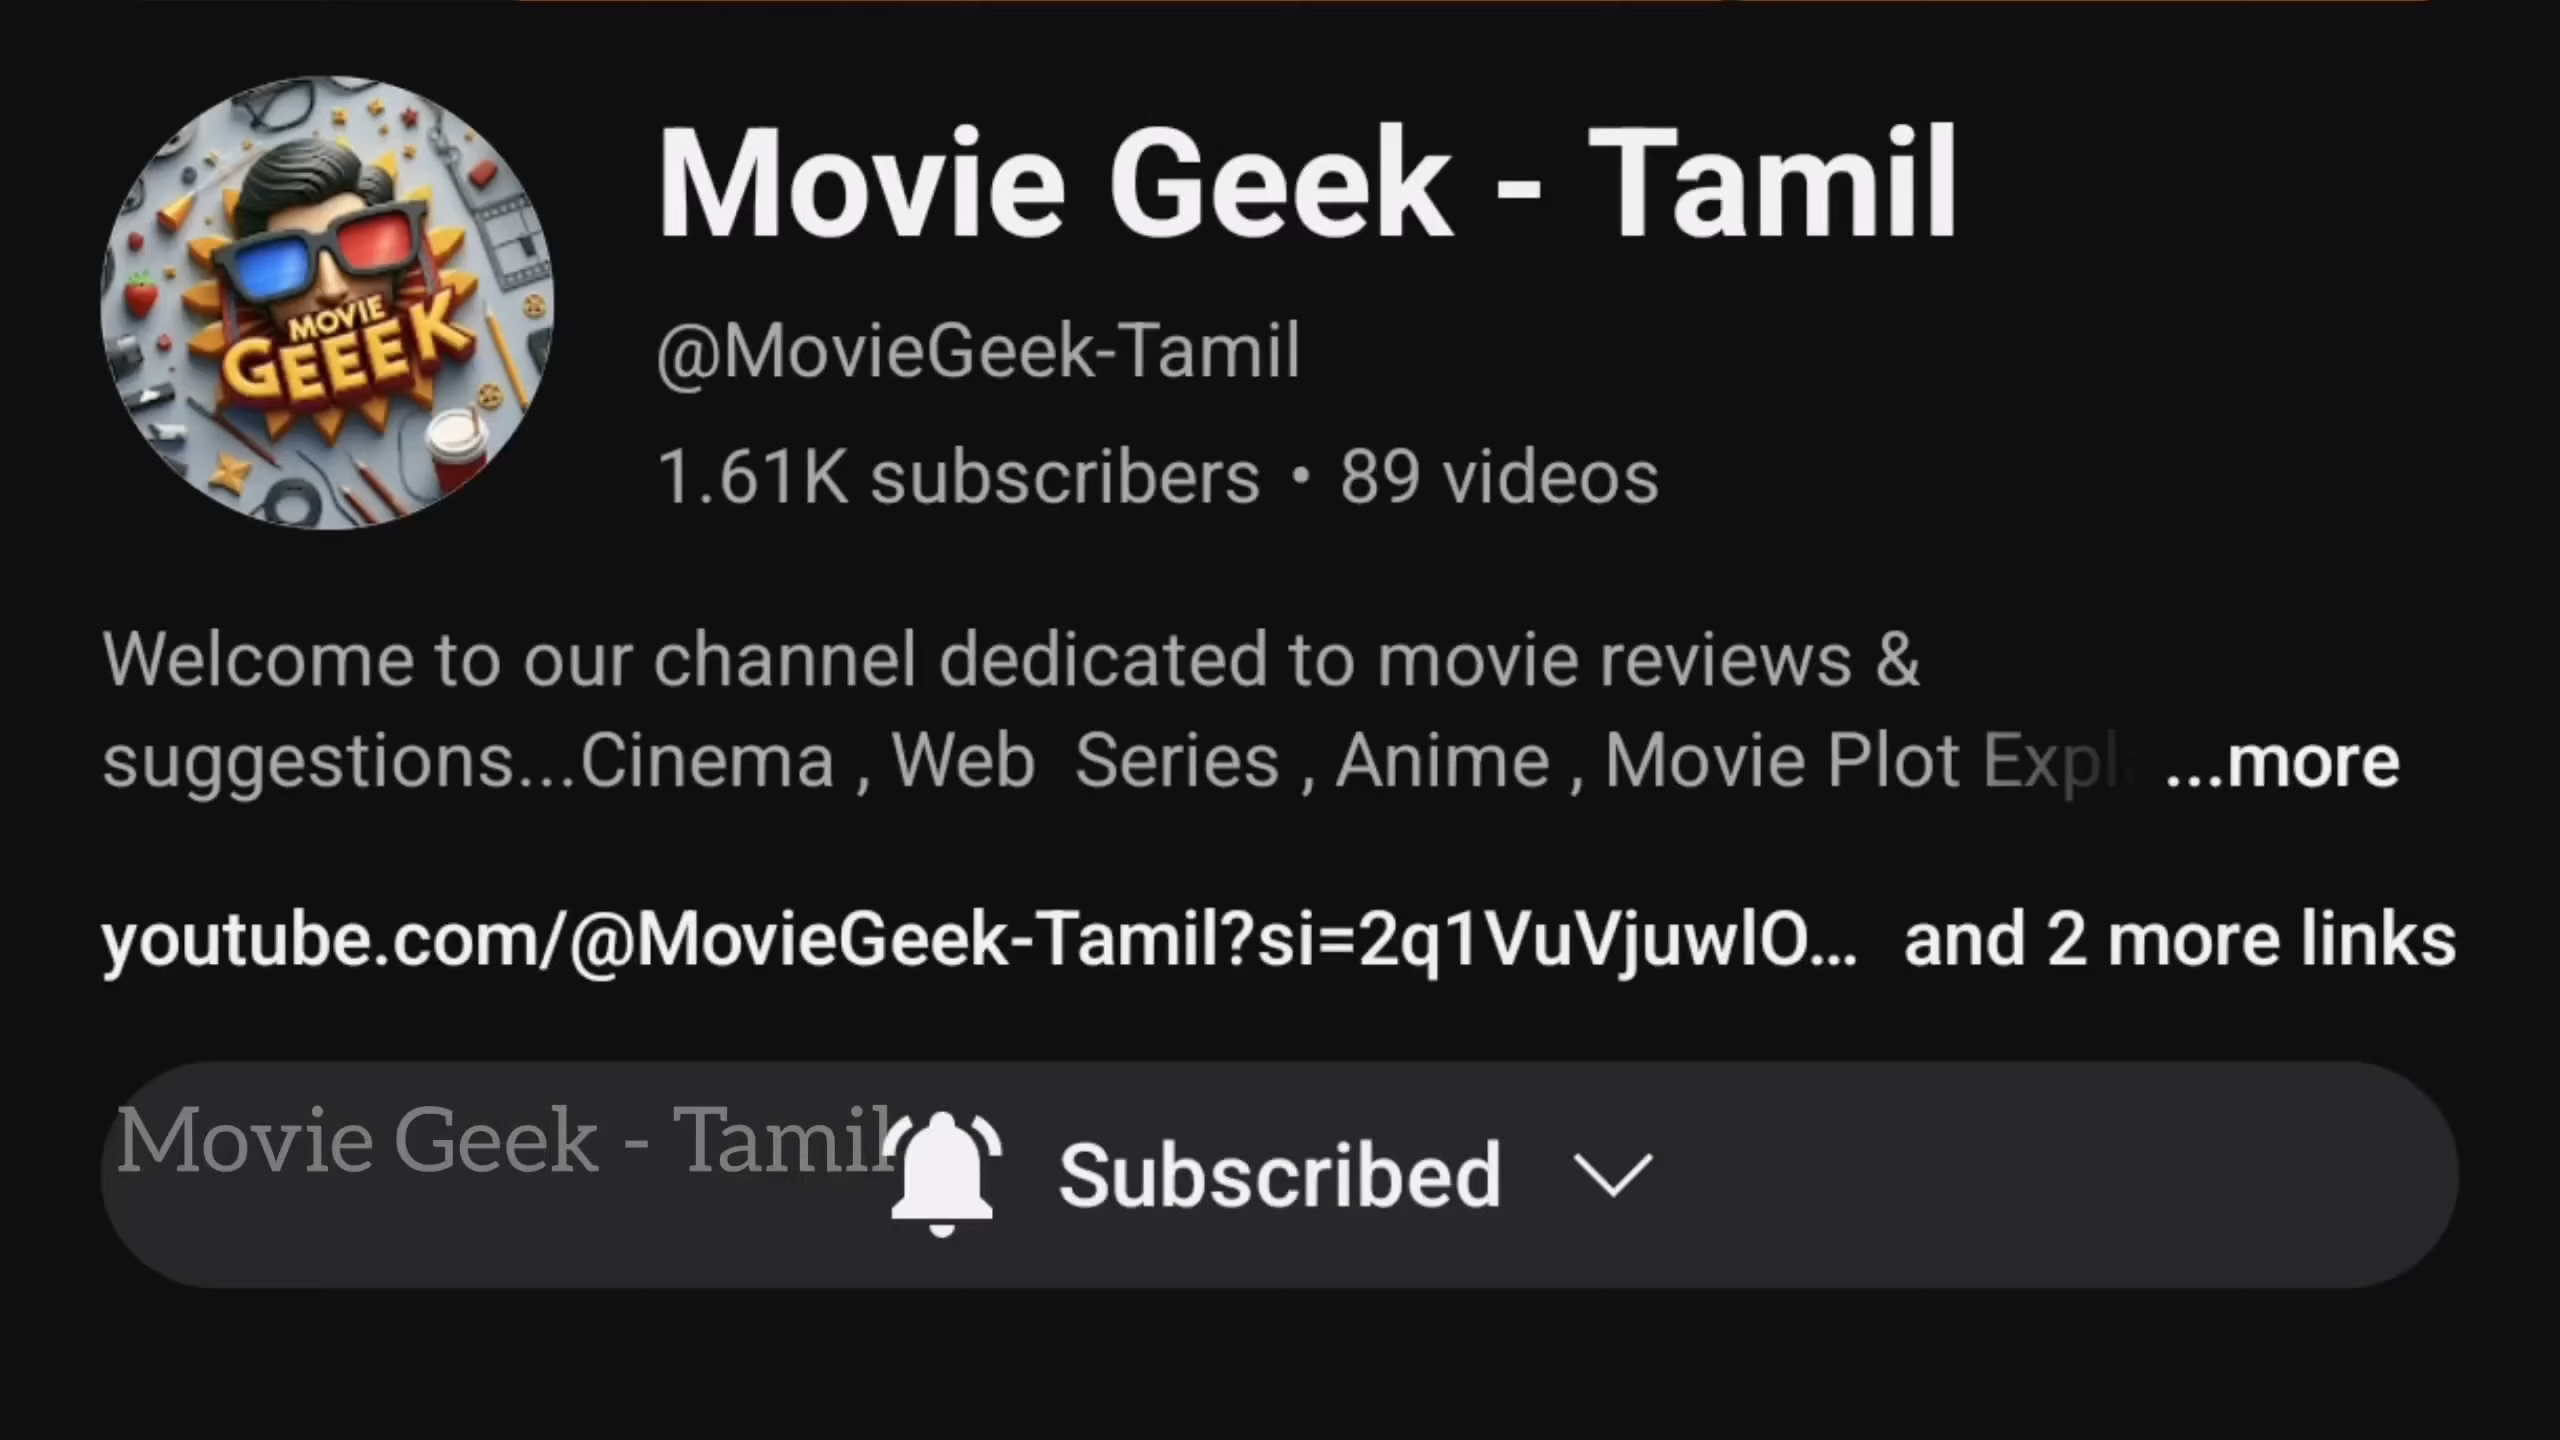 MOVIE
GEEEK
Movie Geek - Tamil
@MovieGeek-Tamil
1.61K subscribers • 89 videos
Welcome to our channel dedicated to movie reviews &
suggestions...Cinema , Web  Series , Anime , Movie Plot Expl ...more
youtube.com/@MovieGeek-Tamil?si=2q1VuVjuwlO... and 2 more links
Movie Geek - Tamil
Subscribed